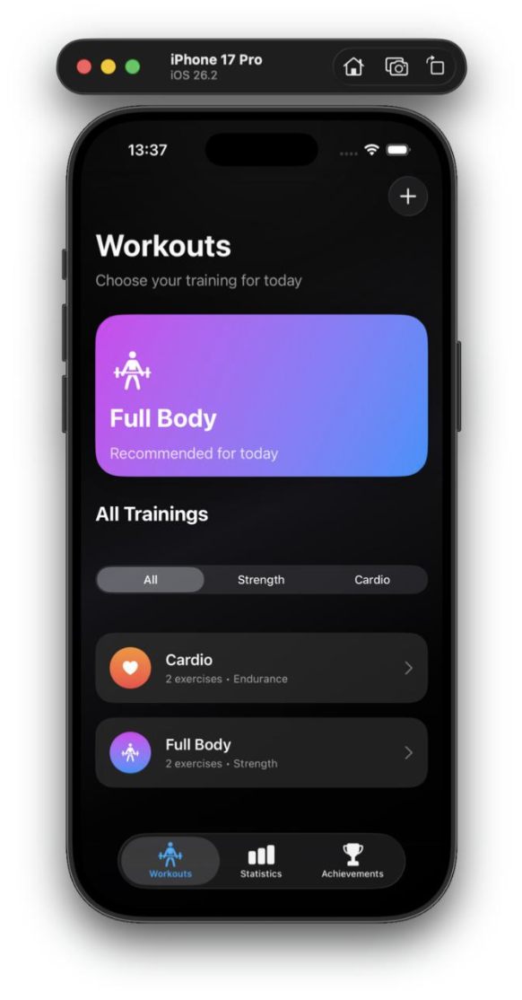 iPhone 17 Pro
iOS 26.2
13:37
Workouts
Choose your training for today
Full Body
Recommended for today
All Trainings
All Strength Cardio
Cardio
2 exercises • Endurance
Full Body
2 exercises • Strength
Workouts Statistics Achievements